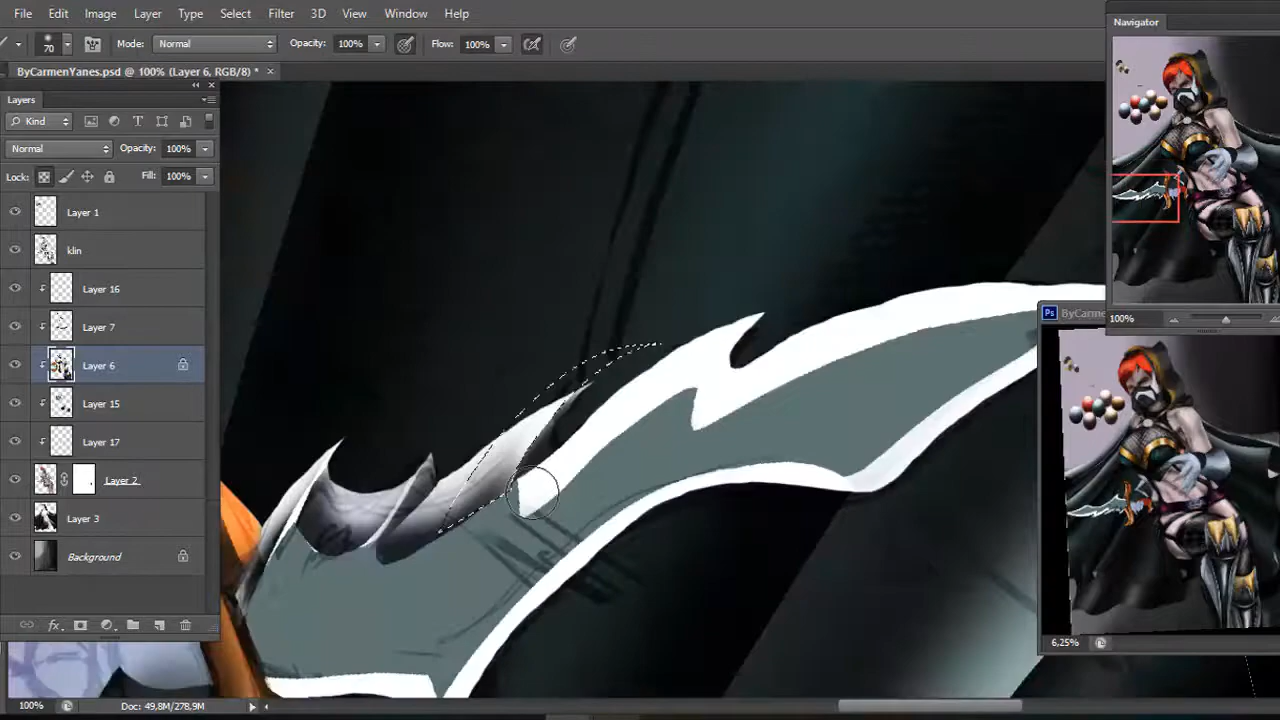 File Edit Image Layer Type Select Filter 3D View Window Help
Navigator
70 Mode: Normal Opacity: 100% Flow: 100%
ByCarmenYanes.psd @ 100% (Layer 6, RGB/8) * ×
Layers
Kind
Normal Opacity: 100%
Lock: Fill: 100%
Layer 1
klin
Layer 16
Layer 7
Layer 6
Layer 15
Layer 17
Layer 2
Layer 3
Background
100%
Ps ByCarme
6,25%
100% Doc: 49,8M/278,9M